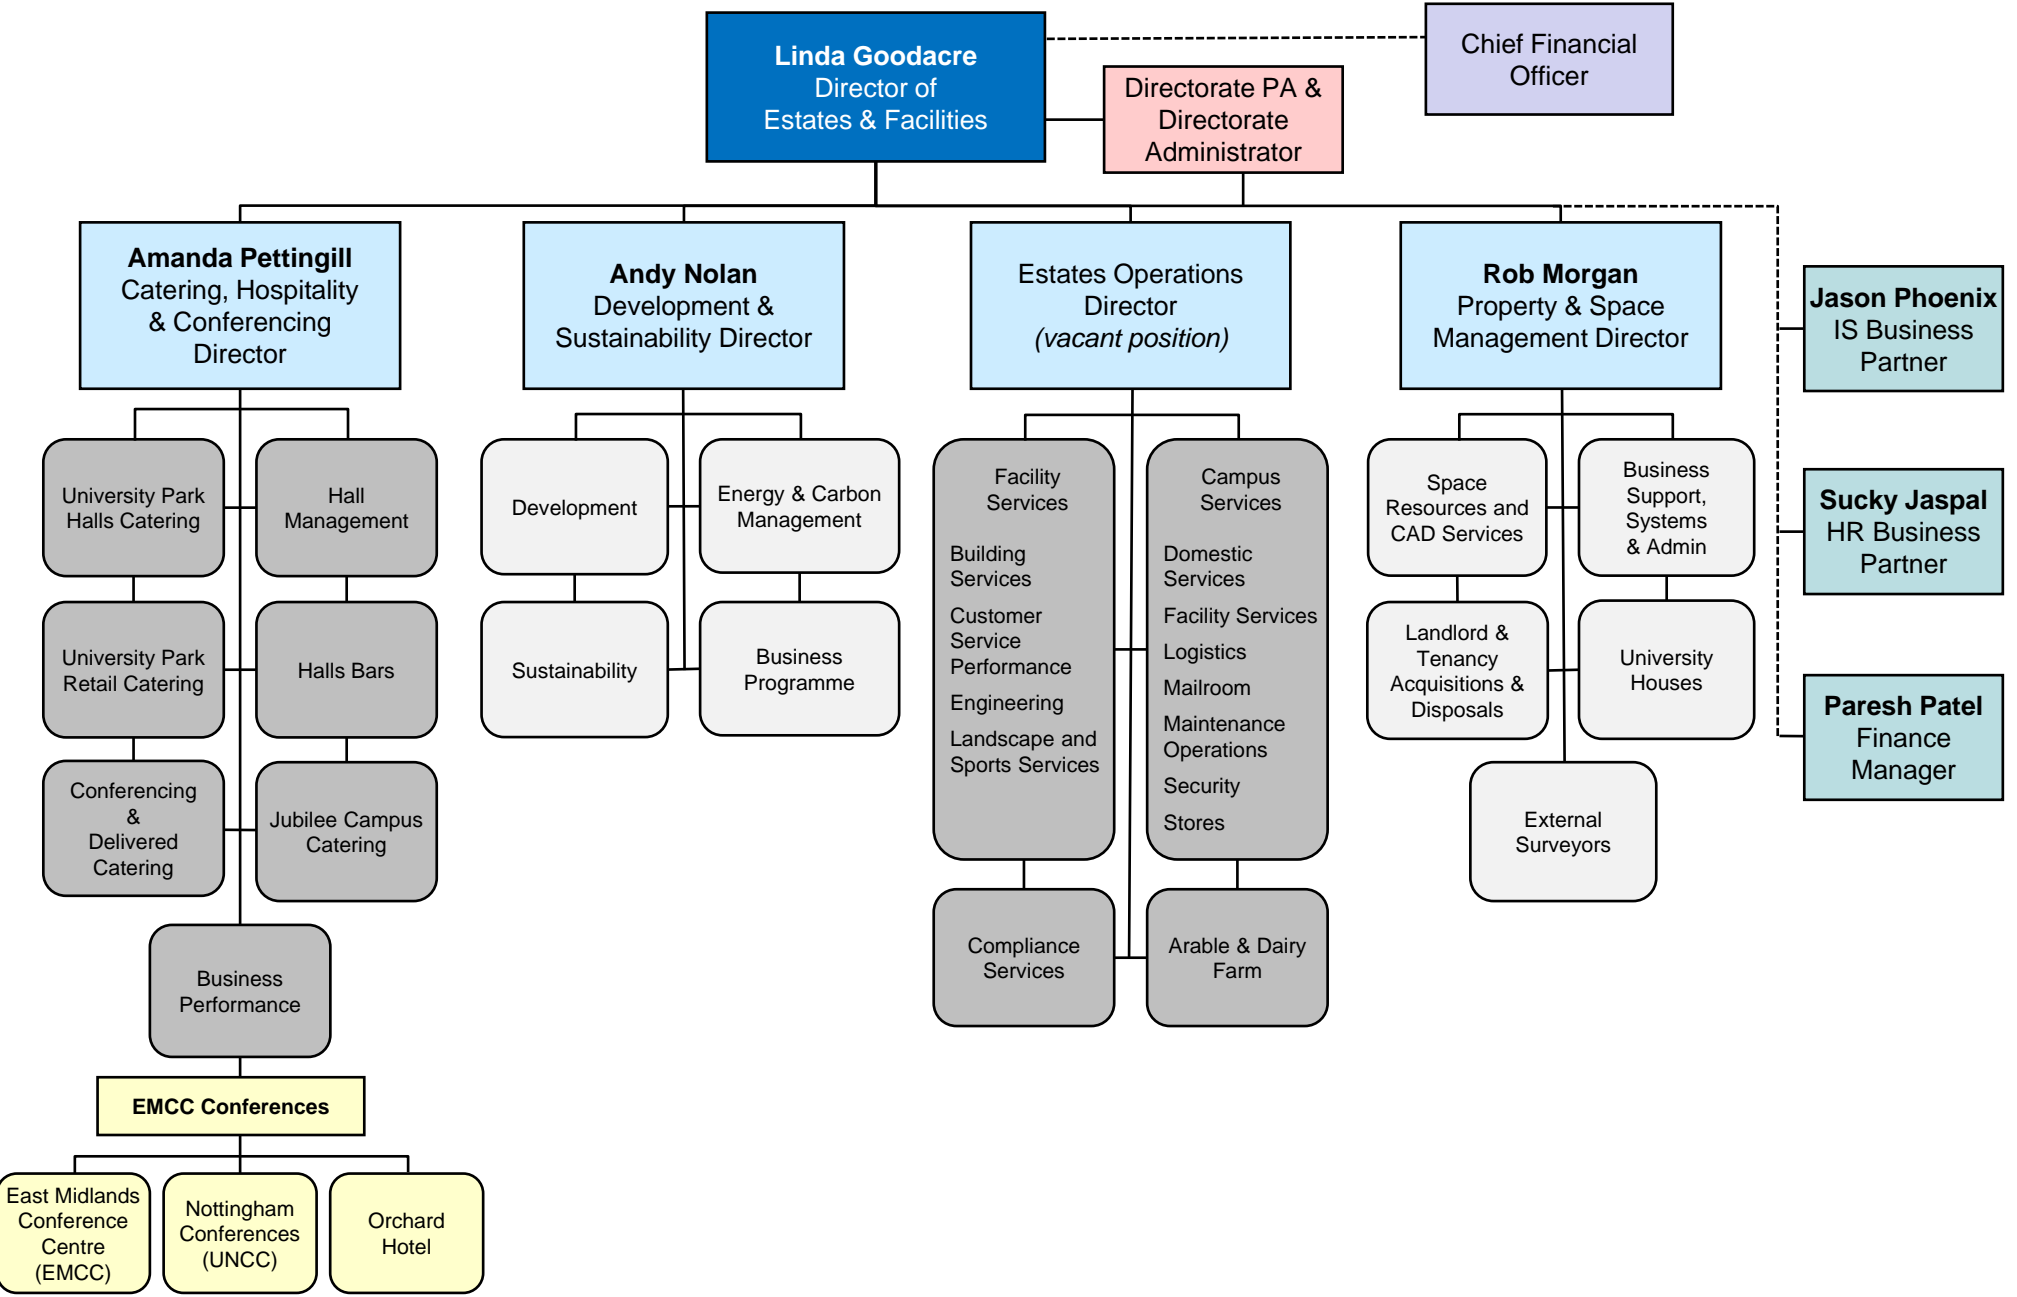 Linda Goodacre
Director of
Estates & Facilities
Chief Financial
Officer
Directorate PA &
Directorate
Administrator
Amanda Pettingill
Catering, Hospitality
& Conferencing
Director
Andy Nolan
Development &
Sustainability Director
Estates Operations
Director
(vacant position)
Rob Morgan
Property & Space
Management Director
Jason Phoenix
IS Business
Partner
Sucky Jaspal
HR Business
Partner
Paresh Patel
Finance
Manager
University Park
Halls Catering
Hall
Management
University Park
Retail Catering
Halls Bars
Conferencing
&
Delivered
Catering
Jubilee Campus
Catering
Business
Performance
EMCC Conferences
East Midlands
Conference
Centre
(EMCC)
Nottingham
Conferences
(UNCC)
Orchard
Hotel
Development
Energy & Carbon
Management
Sustainability
Business
Programme
Facility
Services
Building
Services
Customer
Service
Performance
Engineering
Landscape and
Sports Services
Campus
Services
Domestic
Services
Facility Services
Logistics
Mailroom
Maintenance
Operations
Security
Stores
Compliance
Services
Arable & Dairy
Farm
Space
Resources and
CAD Services
Business
Support,
Systems
& Admin
Landlord &
Tenancy
Acquisitions &
Disposals
University
Houses
External
Surveyors